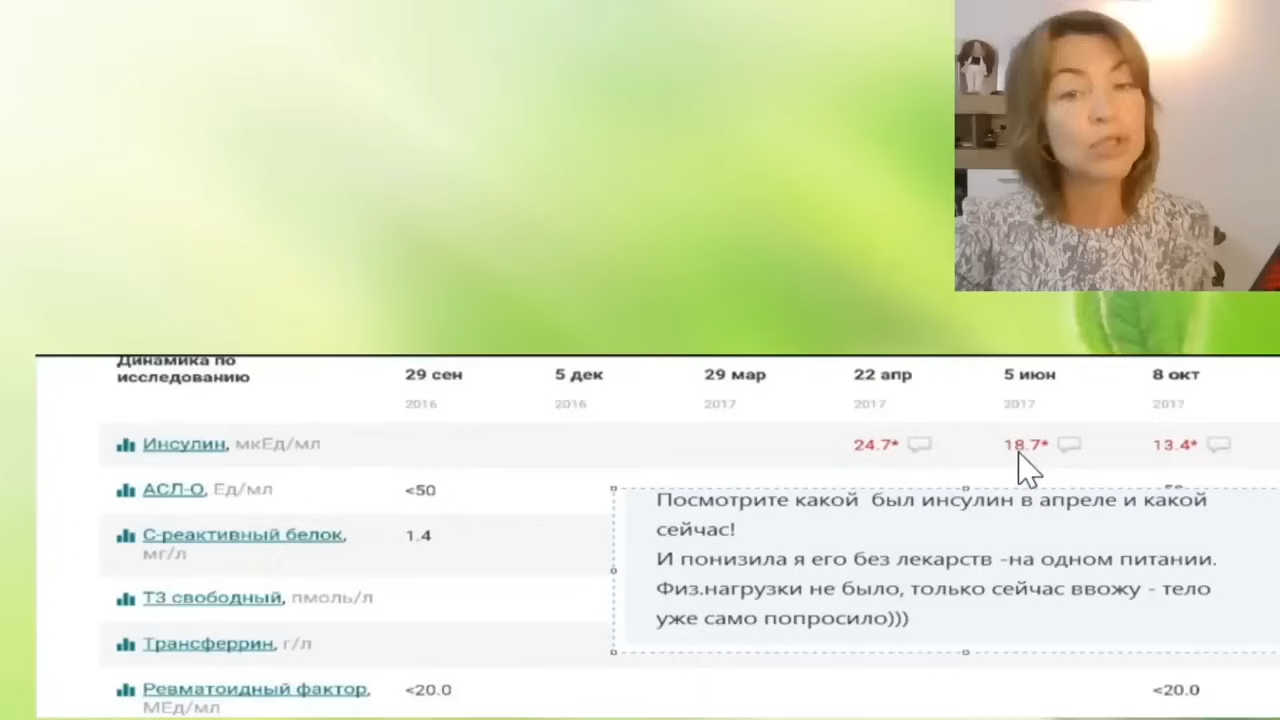 Динамика по
исследованию
29 сен 5 дек 29 мар 22 апр 5 июн 8 окт
2016 2016 2017 2017 2017 2017
Инсулин, мкЕд/мл 24.7* 18.7* 13.4*
АСЛ-О, Ед/мл <50
С-реактивный белок, 1.4
мг/л
Посмотрите какой был инсулин в апреле и какой
сейчас!
И понизила я его без лекарств -на одном питании.
Физ.нагрузки не было, только сейчас ввожу - тело
уже само попросило)))
Т3 свободный, пмоль/л
Трансферрин, г/л
Ревматоидный фактор, <20.0 <20.0
МЕд/мл